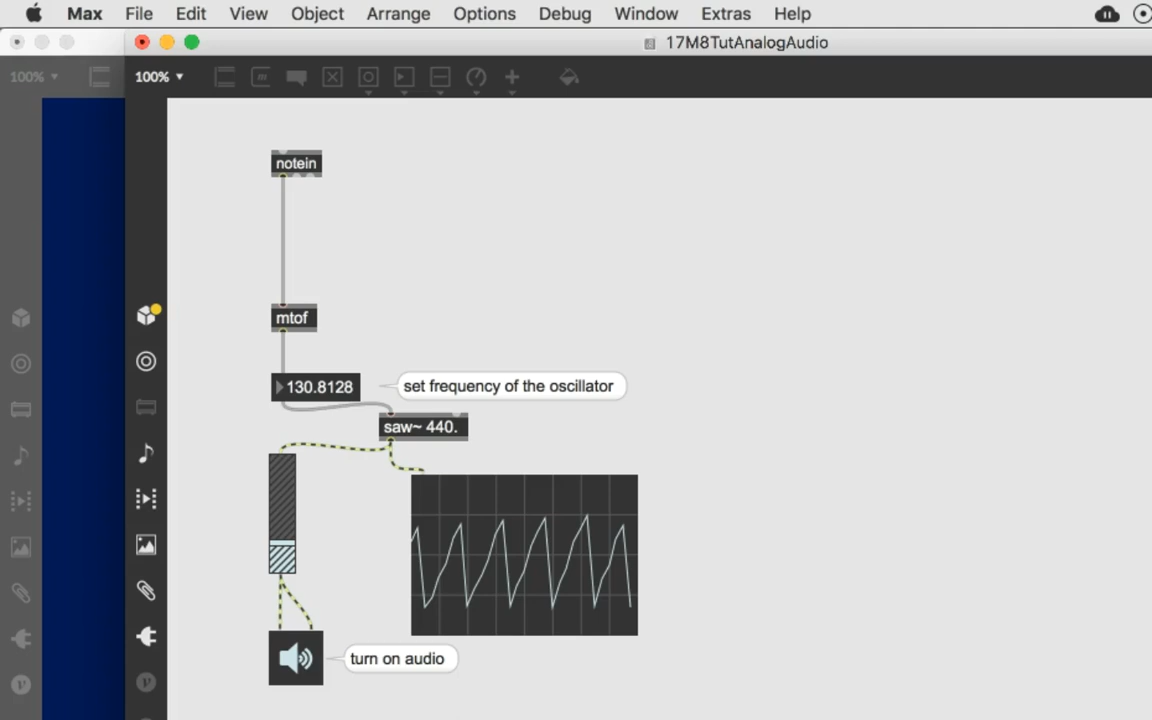 Max File Edit View Object Arrange Options Debug Window Extras Help
17M8TutAnalogAudio
100% 100%
notein
mtof
130.8128 set frequency of the oscillator
saw~ 440.
turn on audio